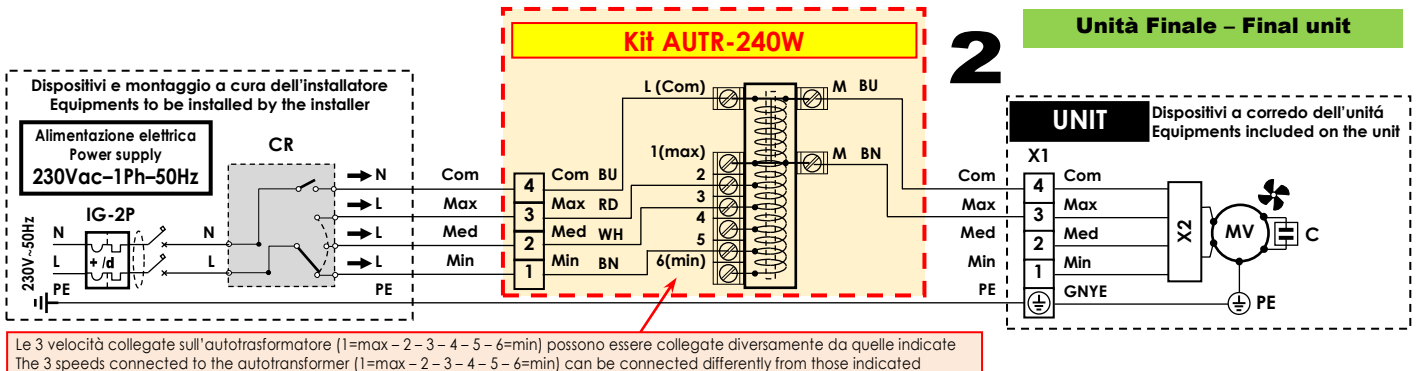 Kit AUTR-240W
2
Unità Finale – Final unit
Dispositivi e montaggio a cura dell'installatore
Equipments to be installed by the installer
Alimentazione elettrica
Power supply
230Vac–1Ph–50Hz
CR
IG-2P
230V~50Hz
N
L
PE
+ /d
N
L
N
L
L
L
PE
Com
Max
Med
Min
4
3
2
1
Com BU
Max RD
Med WH
Min BN
L (Com)
1(max)
2
3
4
5
6(min)
M BU
M BN
UNIT
Dispositivi a corredo dell'unitá
Equipments included on the unit
X1
Com
Max
Med
Min
PE
4
3
2
1
Com
Max
Med
Min
GNYE
X2
MV
C
PE
Le 3 velocità collegate sull'autotrasformatore (1=max – 2 – 3 – 4 – 5 – 6=min) possono essere collegate diversamente da quelle indicate
The 3 speeds connected to the autotransformer (1=max – 2 – 3 – 4 – 5 – 6=min) can be connected differently from those indicated